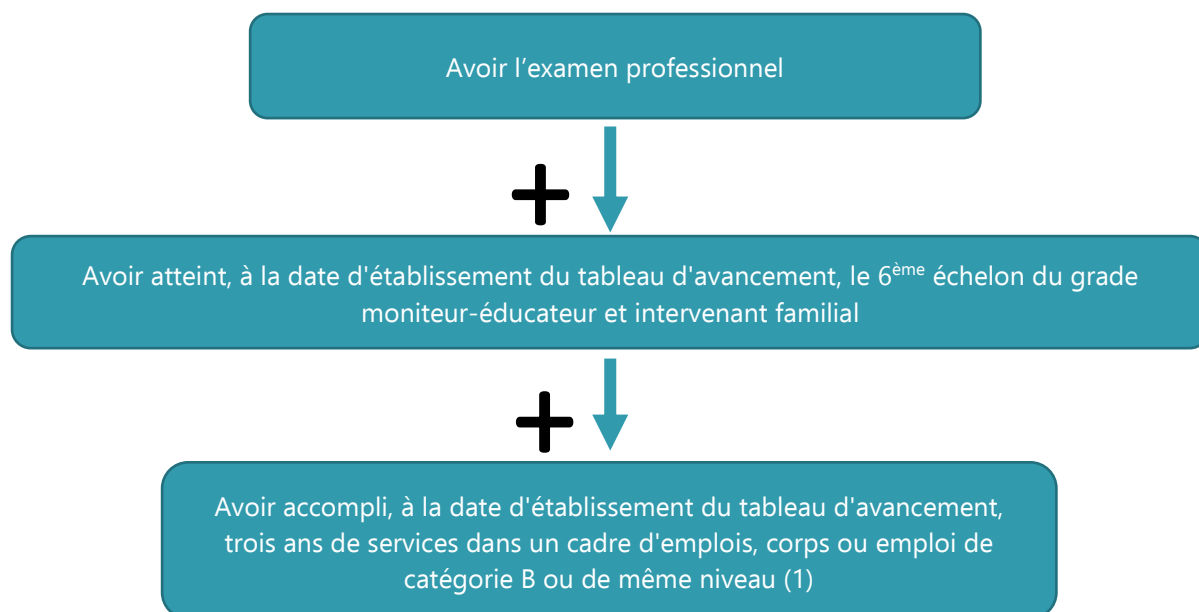 Avoir l’examen professionnel
Avoir atteint, à la date d'établissement du tableau d'avancement, le 6ème échelon du grade
moniteur-éducateur et intervenant familial
Avoir accompli, à la date d'établissement du tableau d'avancement,
trois ans de services dans un cadre d'emplois, corps ou emploi de
catégorie B ou de même niveau (1)